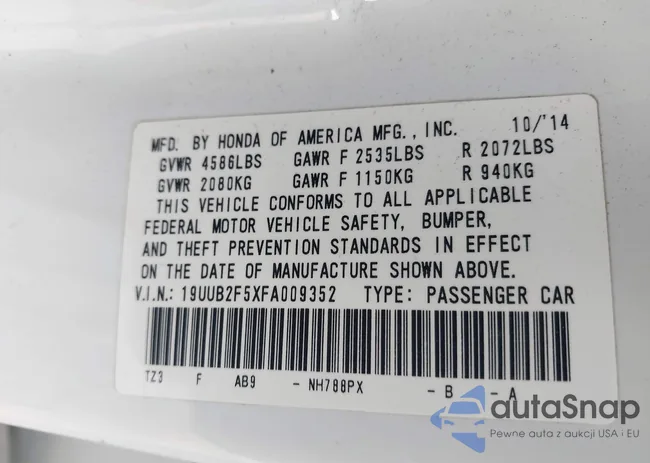 MFD. BY HONDA OF AMERICA MFG., INC. 10/'14
GVWR 4586LBS GAWR F 2535LBS R 2072LBS
GVWR 2080KG GAWR F 1150KG R 940KG
THIS VEHICLE CONFORMS TO ALL APPLICABLE
FEDERAL MOTOR VEHICLE SAFETY, BUMPER,
AND THEFT PREVENTION STANDARDS IN EFFECT
ON THE DATE OF MANUFACTURE SHOWN ABOVE.
V.I.N.: 19UUB2F5XFA009352 TYPE: PASSENGER CAR
TZ3 F AB9 - NH788PX - B - A
autaSnap
Pewne auta z aukcji USA i EU